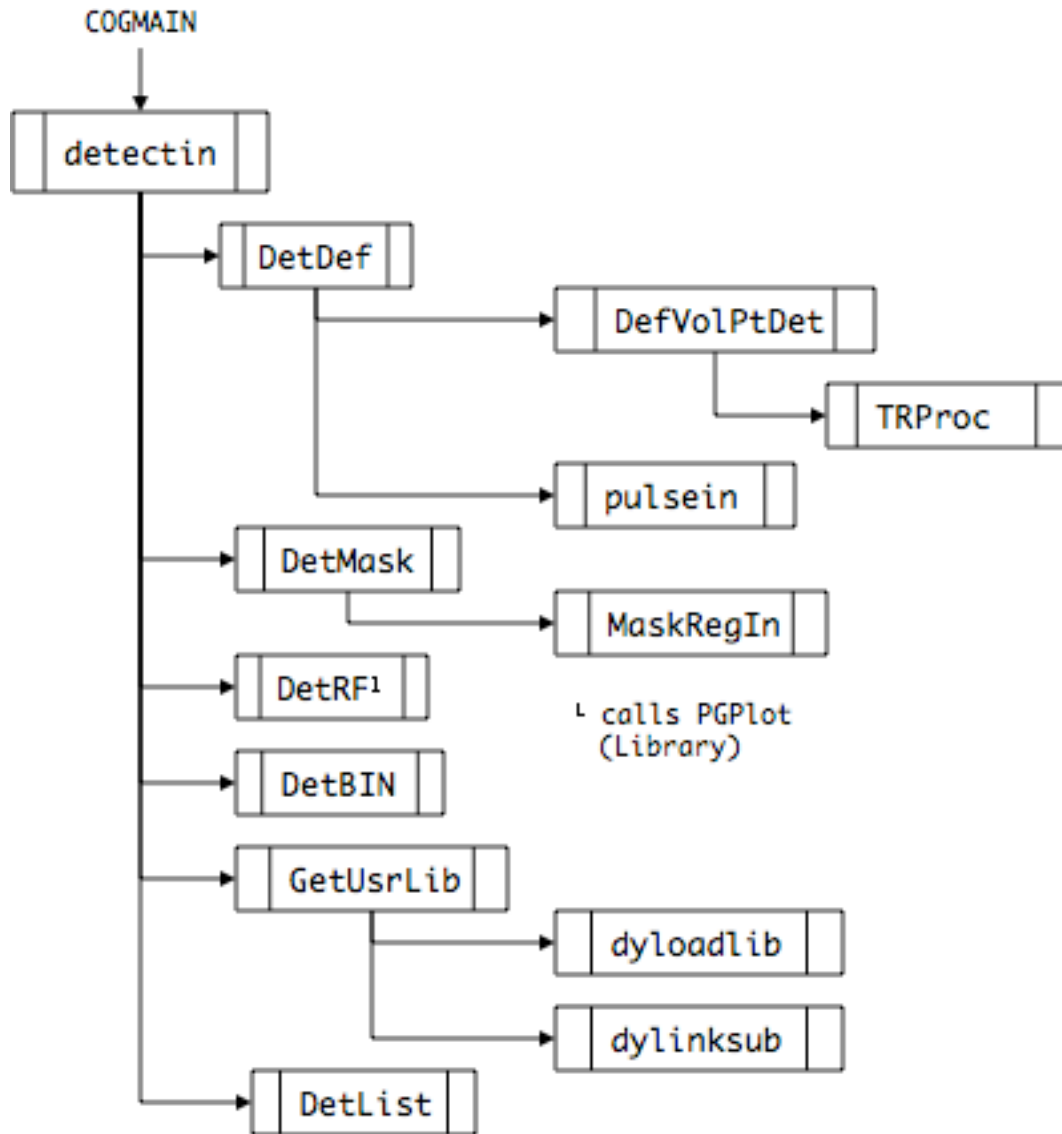 COGMAIN
detectin
DetDef
DefVolPtDet
TRProc
pulsein
DetMask
MaskRegIn
DetRF¹
¹ calls PGPlot
(Library)
DetBIN
GetUsrLib
dyloadlib
dylinksub
DetList